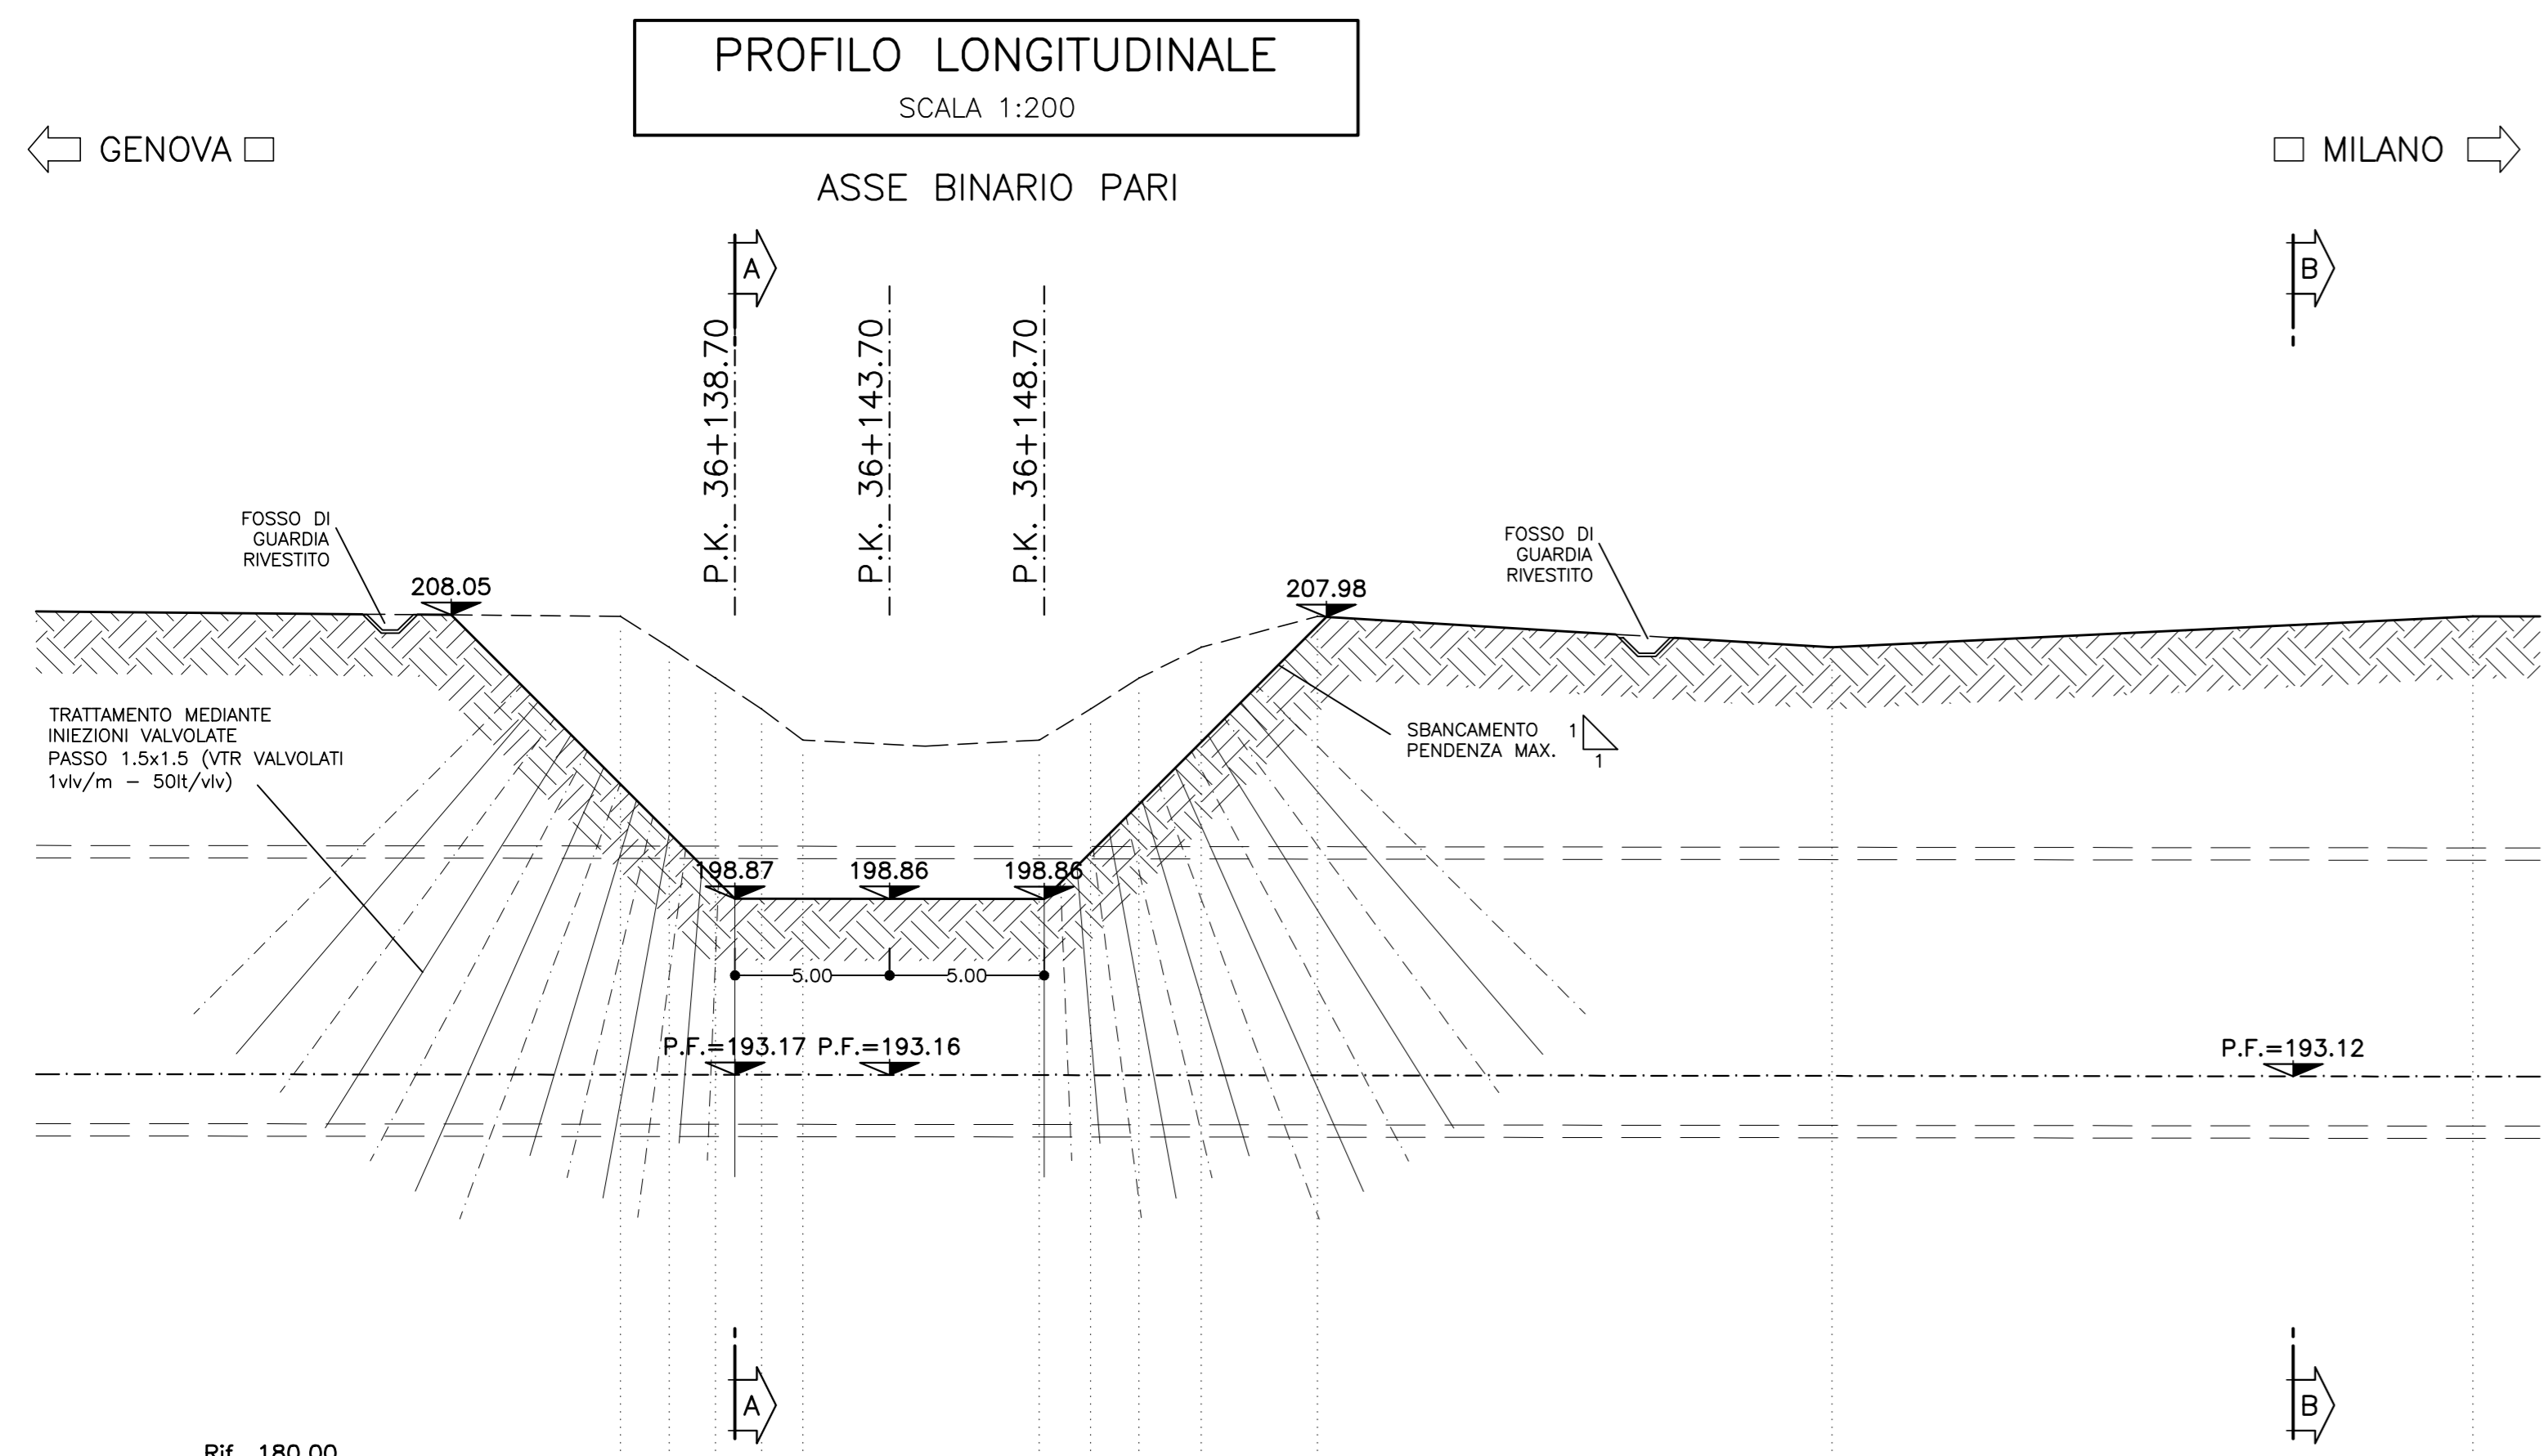 PROFILO LONGITUDINALE
SCALA 1:200
GENOVA
MILANO
ASSE BINARIO PARI
A
B
P.K. 36+138.70
P.K. 36+143.70
P.K. 36+148.70
FOSSO DI
GUARDIA
RIVESTITO
FOSSO DI
GUARDIA
RIVESTITO
208.05
207.98
TRATTAMENTO MEDIANTE
INIEZIONI VALVOLATE
PASSO 1.5x1.5 (VTR VALVOLATI
1vlv/m - 50lt/vlv)
SBANCAMENTO
PENDENZA MAX.
1
1
198.87
198.86
198.86
5.00
5.00
P.F.=193.17
P.F.=193.16
P.F.=193.12
A
B
Rif. 180.00